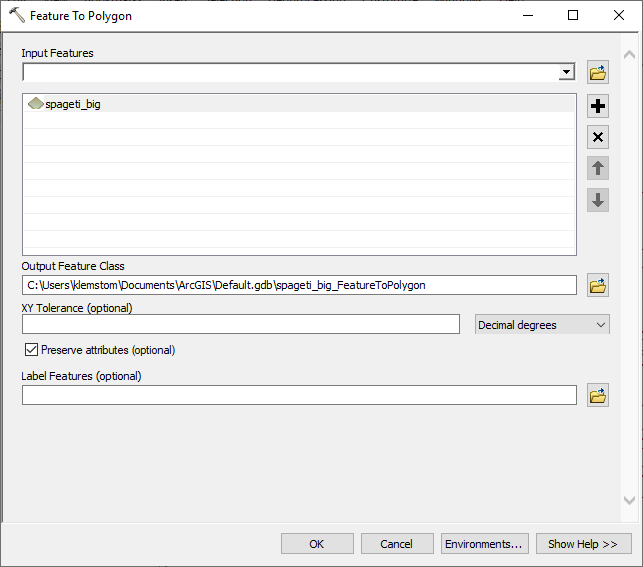 Feature To Polygon
Input Features
spageti_big
Output Feature Class
C:\Users\klemstom\Documents\ArcGIS\Default.gdb\spageti_big_FeatureToPolygon
XY Tolerance (optional)
Decimal degrees
Preserve attributes (optional)
Label Features (optional)
OK Cancel Environments... Show Help >>